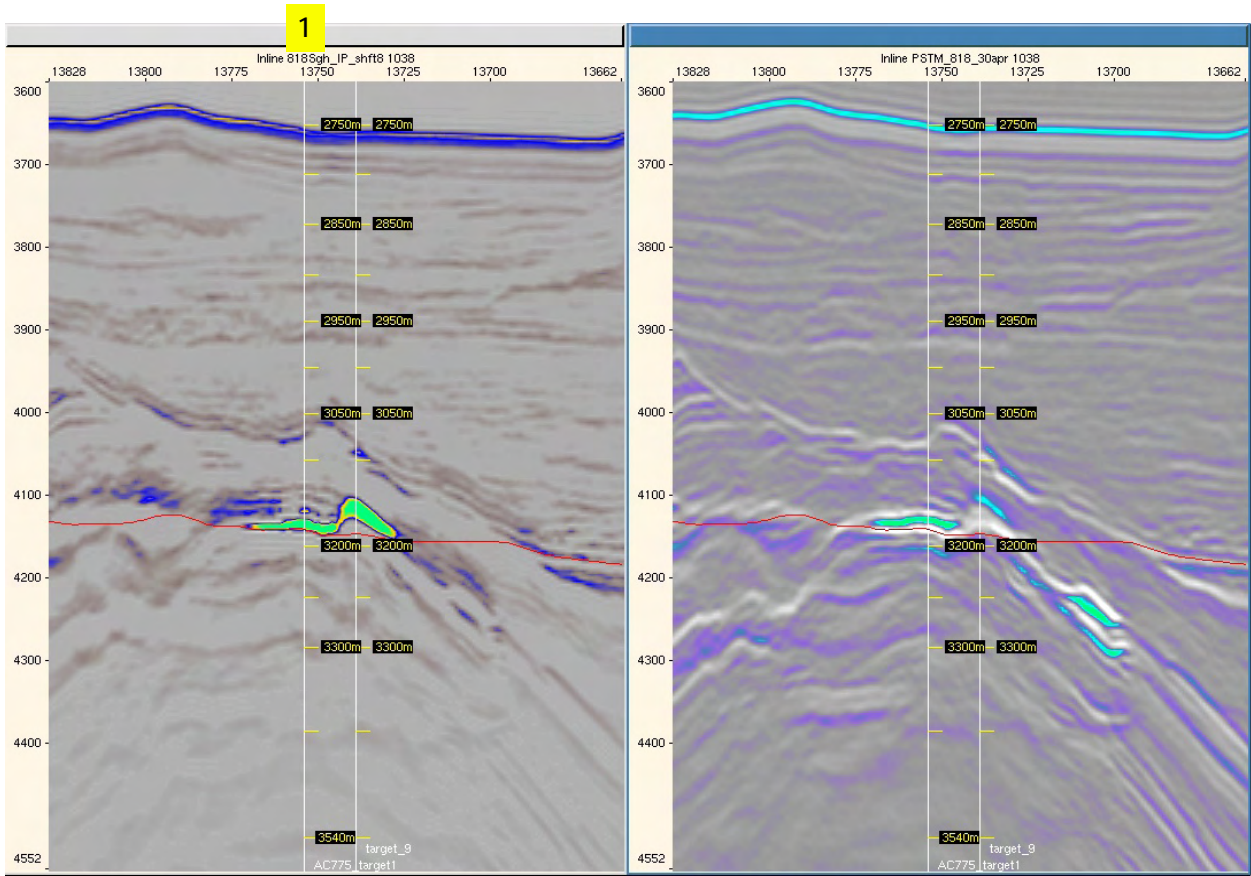 1
Inline 818Sgh_IP_shft8 1038
13828 13800 13775 13750 13725 13700 13662
3600
3700
3800
3900
4000
4100
4200
4300
4400
4552
2750m 2750m
2850m 2850m
2950m 2950m
3050m 3050m
3200m 3200m
3300m 3300m
3540m
target_9
AC775_target1
Inline PSTM_818_30apr 1038
13828 13800 13775 13750 13725 13700 13662
3600
3700
3800
3900
4000
4100
4200
4300
4400
4552
2750m 2750m
2850m 2850m
2950m 2950m
3050m 3050m
3200m 3200m
3300m 3300m
3540m
target_9
AC775_target1